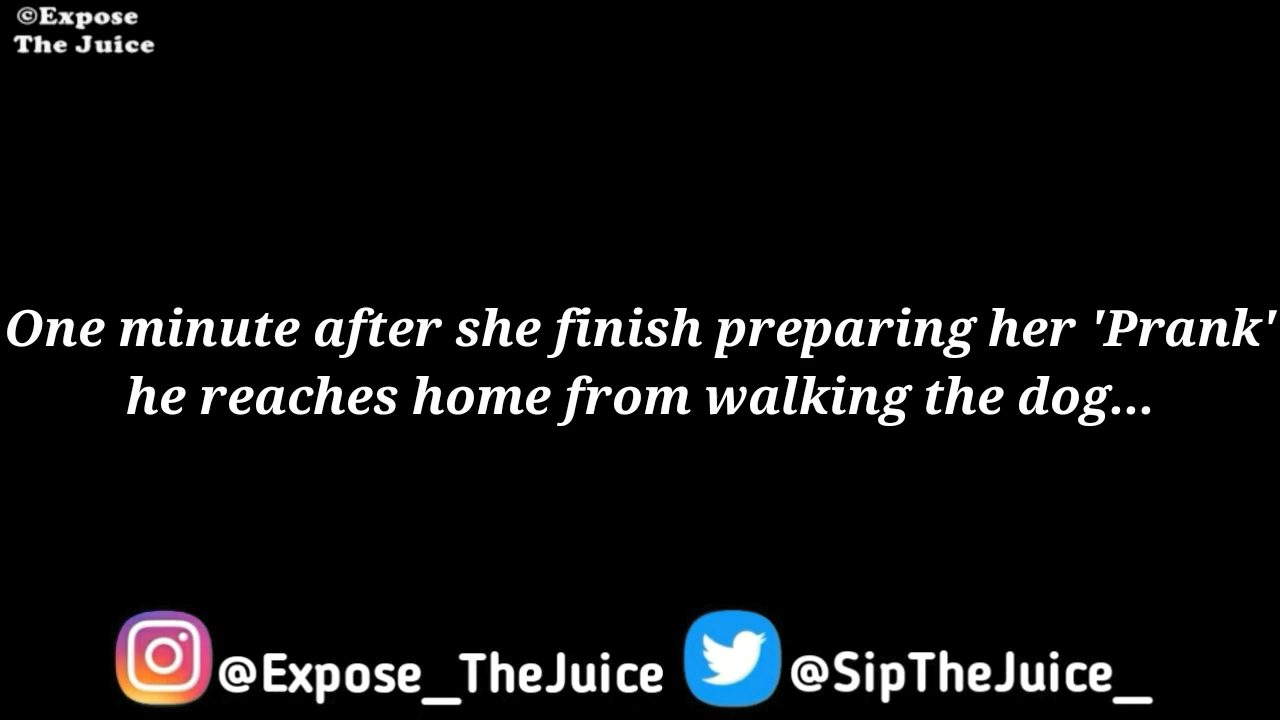 ©Expose
The Juice
One minute after she finish preparing her 'Prank'
he reaches home from walking the dog...
@Expose_TheJuice @SipTheJuice_